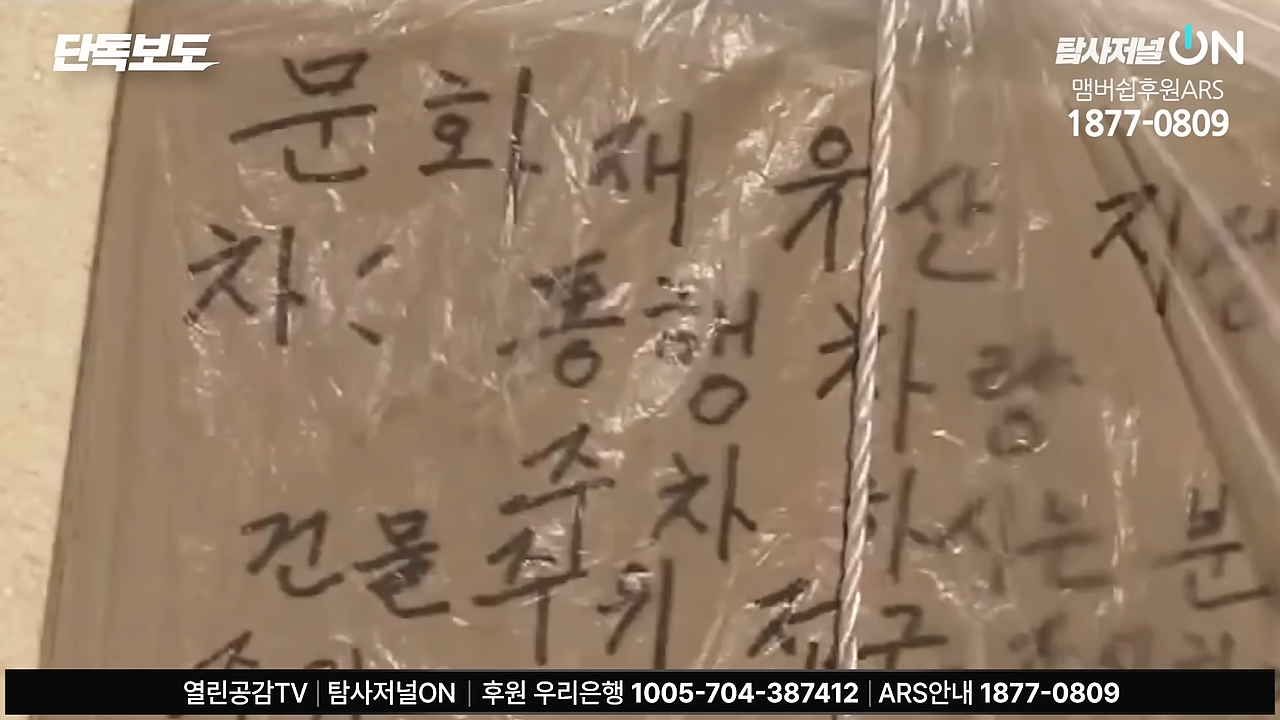 단독보도
탐사저널ON
맴버쉽후원ARS
1877-0809
문화재 유산
차
통행 차량
주차 하시는 분
건물 주위
열린공감TV | 탐사저널ON | 후원 우리은행 1005-704-387412 | ARS안내 1877-0809